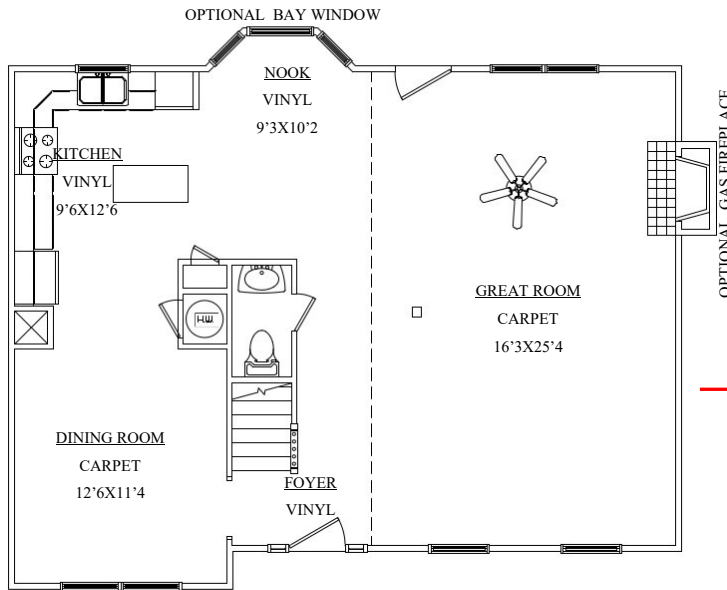 OPTIONAL BAY WINDOW
NOOK
VINYL
9’3X10’2
KITCHEN
VINYL
9’6X12’6
OPTIONAL GAS FIREPLACE
GREAT ROOM
CARPET
16’3X25’4
HW
DINING ROOM
CARPET
12’6X11’4
FOYER
VINYL